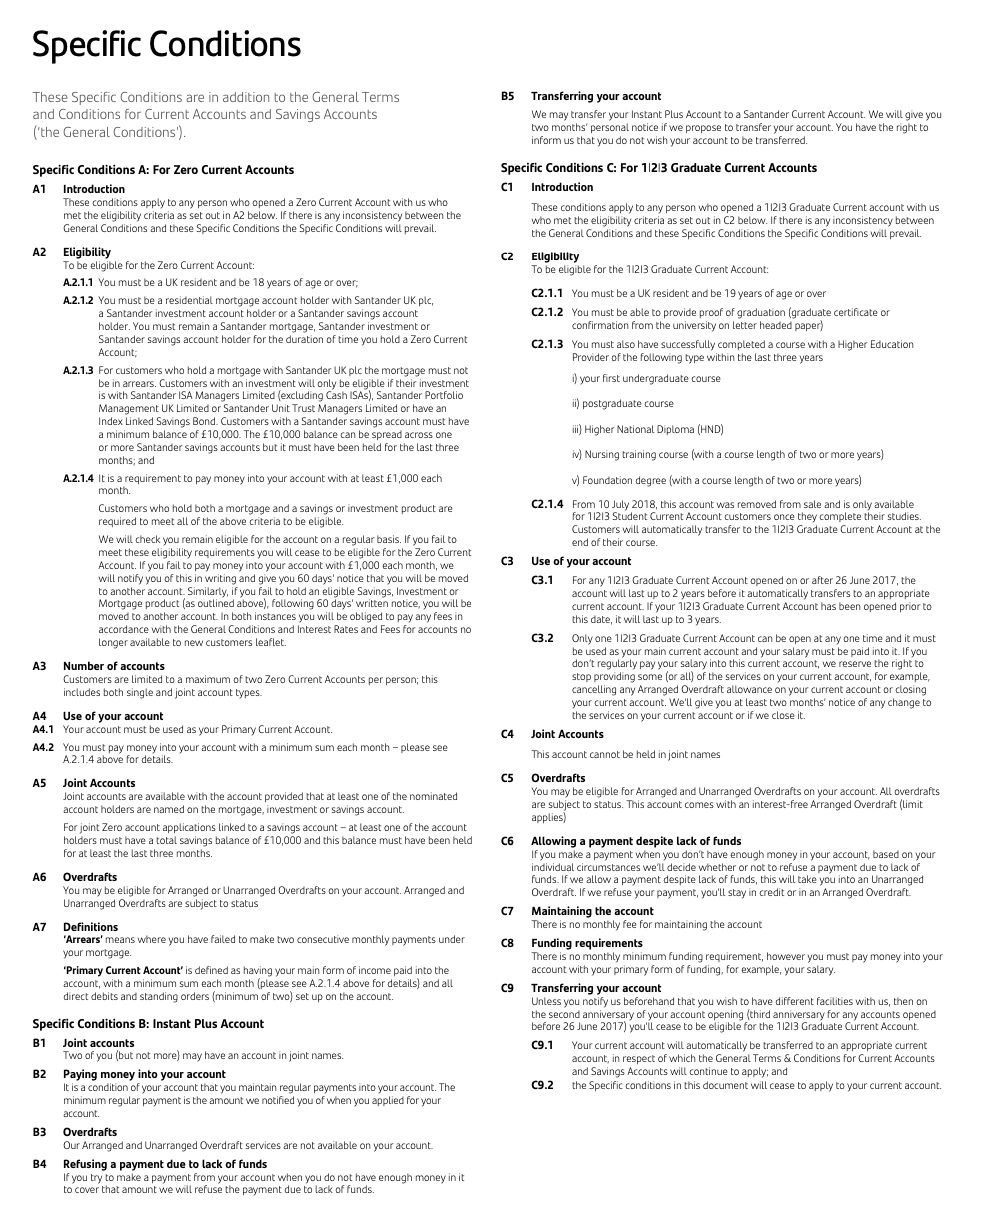 Specific Conditions
These Specific Conditions are in addition to the General Terms
and Conditions for Current Accounts and Savings Accounts
('the General Conditions').
Specific Conditions A: For Zero Current Accounts
A1 Introduction
These conditions apply to any person who opened a Zero Current Account with us who
met the eligibility criteria as set out in A2 below. If there is any inconsistency between the
General Conditions and these Specific Conditions the Specific Conditions will prevail.
A2 Eligibility
To be eligible for the Zero Current Account:
A.2.1.1 You must be a UK resident and be 18 years of age or over;
A.2.1.2 You must be a residential mortgage account holder with Santander UK plc,
a Santander investment account holder or a Santander savings account
holder. You must remain a Santander mortgage, Santander investment or
Santander savings account holder for the duration of time you hold a Zero Current
Account;
A.2.1.3 For customers who hold a mortgage with Santander UK plc the mortgage must not
be in arrears. Customers with an investment will only be eligible if their investment
is with Santander ISA Managers Limited (excluding Cash ISAs), Santander Portfolio
Management UK Limited or Santander Unit Trust Managers Limited or have an
Index Linked Savings Bond. Customers with a Santander savings account must have
a minimum balance of £10,000. The £10,000 balance can be spread across one
or more Santander savings accounts but it must have been held for the last three
months; and
A.2.1.4 It is a requirement to pay money into your account with at least £1,000 each
month.
Customers who hold both a mortgage and a savings or investment product are
required to meet all of the above criteria to be eligible.
We will check you remain eligible for the account on a regular basis. If you fail to
meet these eligibility requirements you will cease to be eligible for the Zero Current
Account. If you fail to pay money into your account with £1,000 each month, we
will notify you of this in writing and give you 60 days' notice that you will be moved
to another account. Similarly, if you fail to hold an eligible Savings, Investment or
Mortgage product (as outlined above), following 60 days' written notice, you will be
moved to another account. In both instances you will be obliged to pay any fees in
accordance with the General Conditions and Interest Rates and Fees for accounts no
longer available to new customers leaflet.
A3 Number of accounts
Customers are limited to a maximum of two Zero Current Accounts per person; this
includes both single and joint account types.
A4 Use of your account
A4.1 Your account must be used as your Primary Current Account.
A4.2 You must pay money into your account with a minimum sum each month – please see
A.2.1.4 above for details.
A5 Joint Accounts
Joint accounts are available with the account provided that at least one of the nominated
account holders are named on the mortgage, investment or savings account.
For joint Zero account applications linked to a savings account – at least one of the account
holders must have a total savings balance of £10,000 and this balance must have been held
for at least the last three months.
A6 Overdrafts
You may be eligible for Arranged or Unarranged Overdrafts on your account. Arranged and
Unarranged Overdrafts are subject to status
A7 Definitions
'Arrears' means where you have failed to make two consecutive monthly payments under
your mortgage.
'Primary Current Account' is defined as having your main form of income paid into the
account, with a minimum sum each month (please see A.2.1.4 above for details) and all
direct debits and standing orders (minimum of two) set up on the account.
Specific Conditions B: Instant Plus Account
B1 Joint accounts
Two of you (but not more) may have an account in joint names.
B2 Paying money into your account
It is a condition of your account that you maintain regular payments into your account. The
minimum regular payment is the amount we notified you of when you applied for your
account.
B3 Overdrafts
Our Arranged and Unarranged Overdraft services are not available on your account.
B4 Refusing a payment due to lack of funds
If you try to make a payment from your account when you do not have enough money in it
to cover that amount we will refuse the payment due to lack of funds.
B5 Transferring your account
We may transfer your Instant Plus Account to a Santander Current Account. We will give you
two months' personal notice if we propose to transfer your account. You have the right to
inform us that you do not wish your account to be transferred.
Specific Conditions C: For 1|2|3 Graduate Current Accounts
C1 Introduction
These conditions apply to any person who opened a 1|2|3 Graduate Current account with us
who met the eligibility criteria as set out in C2 below. If there is any inconsistency between
the General Conditions and these Specific Conditions the Specific Conditions will prevail.
C2 Eligibility
To be eligible for the 1|2|3 Graduate Current Account:
C2.1.1 You must be a UK resident and be 19 years of age or over
C2.1.2 You must be able to provide proof of graduation (graduate certificate or
confirmation from the university on letter headed paper)
C2.1.3 You must also have successfully completed a course with a Higher Education
Provider of the following type within the last three years
i) your first undergraduate course
ii) postgraduate course
iii) Higher National Diploma (HND)
iv) Nursing training course (with a course length of two or more years)
v) Foundation degree (with a course length of two or more years)
C2.1.4 From 10 July 2018, this account was removed from sale and is only available
for 1|2|3 Student Current Account customers once they complete their studies.
Customers will automatically transfer to the 1|2|3 Graduate Current Account at the
end of their course.
C3 Use of your account
C3.1 For any 1|2|3 Graduate Current Account opened on or after 26 June 2017, the
account will last up to 2 years before it automatically transfers to an appropriate
current account. If your 1|2|3 Graduate Current Account has been opened prior to
this date, it will last up to 3 years.
C3.2 Only one 1|2|3 Graduate Current Account can be open at any one time and it must
be used as your main current account and your salary must be paid into it. If you
don't regularly pay your salary into this current account, we reserve the right to
stop providing some (or all) of the services on your current account, for example,
cancelling any Arranged Overdraft allowance on your current account or closing
your current account. We'll give you at least two months' notice of any change to
the services on your current account or if we close it.
C4 Joint Accounts
This account cannot be held in joint names
C5 Overdrafts
You may be eligible for Arranged and Unarranged Overdrafts on your account. All overdrafts
are subject to status. This account comes with an interest-free Arranged Overdraft (limit
applies)
C6 Allowing a payment despite lack of funds
If you make a payment when you don't have enough money in your account, based on your
individual circumstances we'll decide whether or not to refuse a payment due to lack of
funds. If we allow a payment despite lack of funds, this will take you into an Unarranged
Overdraft. If we refuse your payment, you'll stay in credit or in an Arranged Overdraft.
C7 Maintaining the account
There is no monthly fee for maintaining the account
C8 Funding requirements
There is no monthly minimum funding requirement, however you must pay money into your
account with your primary form of funding, for example, your salary.
C9 Transferring your account
Unless you notify us beforehand that you wish to have different facilities with us, then on
the second anniversary of your account opening (third anniversary for any accounts opened
before 26 June 2017) you'll cease to be eligible for the 1|2|3 Graduate Current Account.
C9.1 Your current account will automatically be transferred to an appropriate current
account, in respect of which the General Terms & Conditions for Current Accounts
and Savings Accounts will continue to apply; and
C9.2 the Specific conditions in this document will cease to apply to your current account.